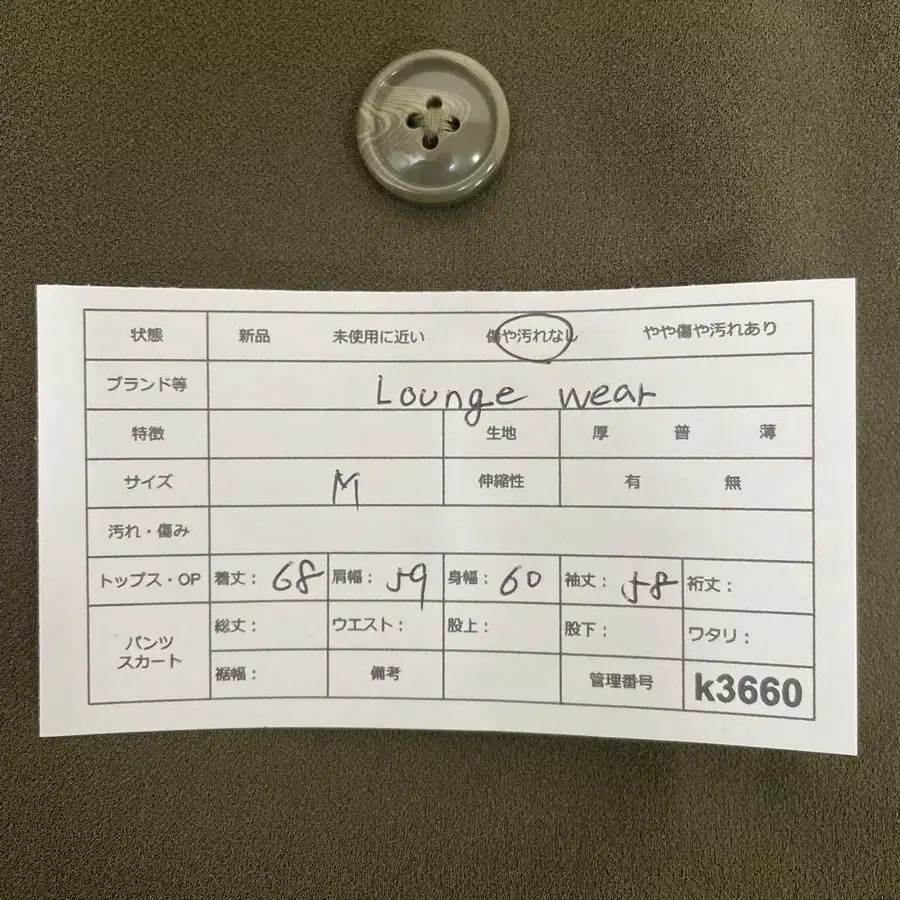 状態 新品 未使用に近い 傷や汚れなし やや傷や汚れあり
ブランド等 Lounge wear
特徴 生地 厚 普 薄
サイズ M 伸縮性 有 無
汚れ・傷み
トップス・OP 着丈: 68 肩幅: 59 身幅: 60 袖丈: 58 裄丈:
パンツ スカート 総丈: ウエスト: 股上: 股下: ワタリ:
裾幅: 備考 管理番号 k3660